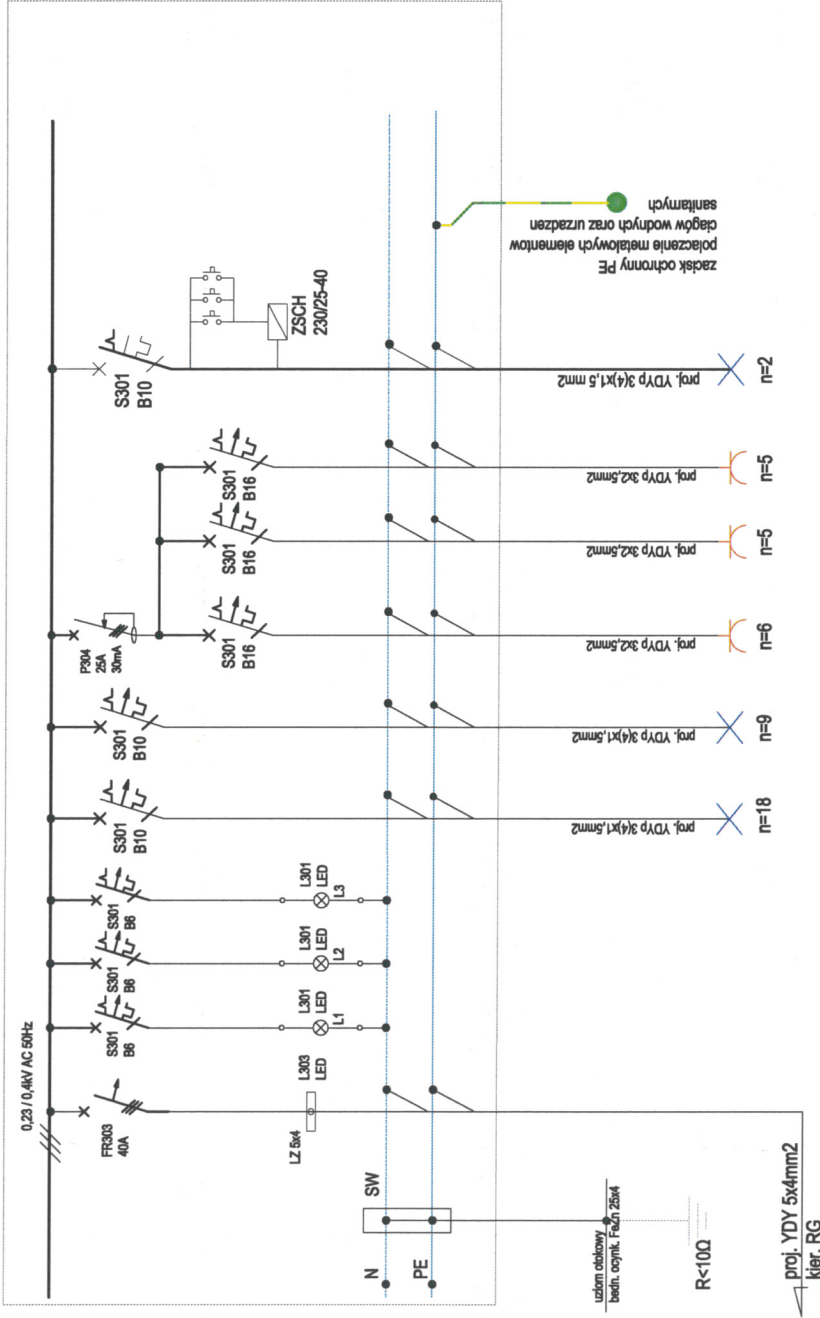 0,23 / 0,4kV AC 50Hz
FR303
40A
S301
B6
S301
B6
S301
B6
S301
B10
S301
B10
P304
25A
30mA
S301
B16
S301
B16
S301
B16
S301
B10
ZSCH
230/25-40
LZ 5x4
L303
LED
L301
LED
L1
L301
LED
L2
L301
LED
L3
SW
N
PE
zacisk ochronny PE
polaczenie metalowych elementow
ciagów wodnych oraz urzadzen
sanitarnych
proj. YDYp 3(4)x1,5mm2
proj. YDYp 3(4)x1,5mm2
proj. YDYp 3x2,5mm2
proj. YDYp 3x2,5mm2
proj. YDYp 3x2,5mm2
proj. YDYp 3(4)x1,5 mm2
n=18
n=9
n=6
n=5
n=5
n=2
uziom otokowy
bedn. ocynk. FeZn 25x4
R<10Ω
proj. YDY 5x4mm2
kier. RG